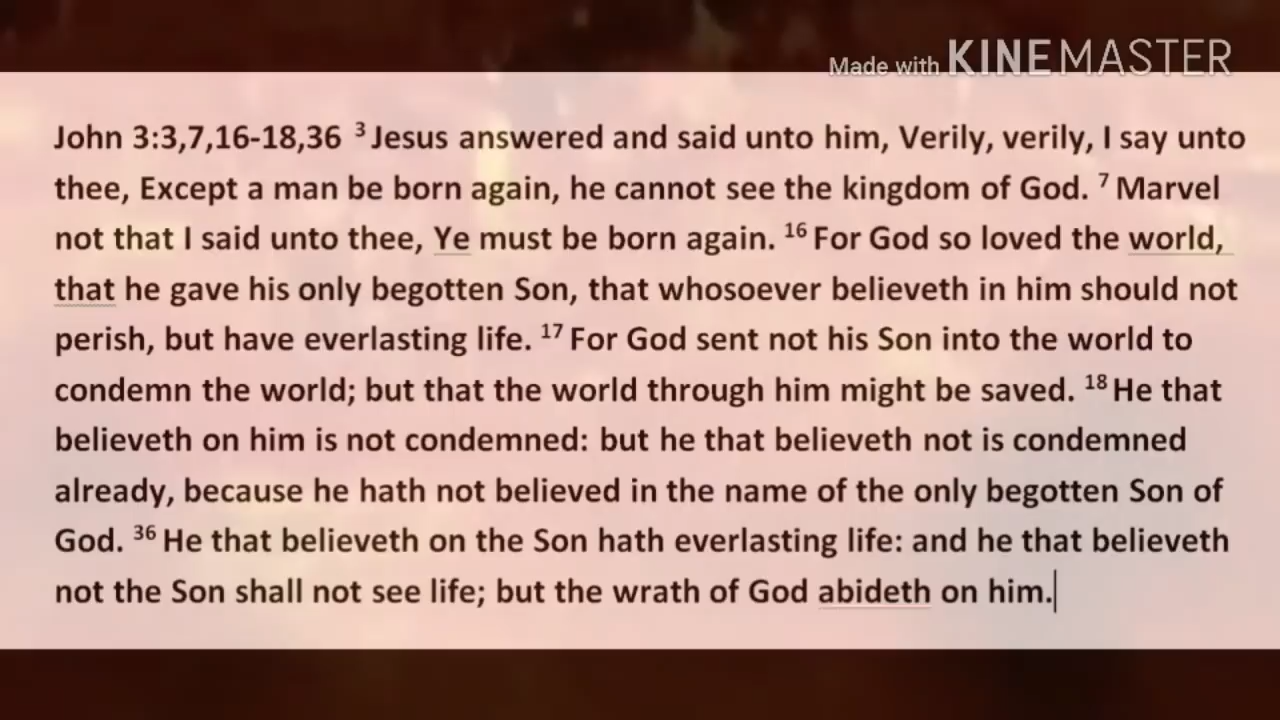 Made with KINEMASTER
John 3:3,7,16-18,36 ³ Jesus answered and said unto him, Verily, verily, I say unto
thee, Except a man be born again, he cannot see the kingdom of God. ⁷ Marvel
not that I said unto thee, Ye must be born again. ¹⁶ For God so loved the world,
that he gave his only begotten Son, that whosoever believeth in him should not
perish, but have everlasting life. ¹⁷ For God sent not his Son into the world to
condemn the world; but that the world through him might be saved. ¹⁸ He that
believeth on him is not condemned: but he that believeth not is condemned
already, because he hath not believed in the name of the only begotten Son of
God. ³⁶ He that believeth on the Son hath everlasting life: and he that believeth
not the Son shall not see life; but the wrath of God abideth on him.